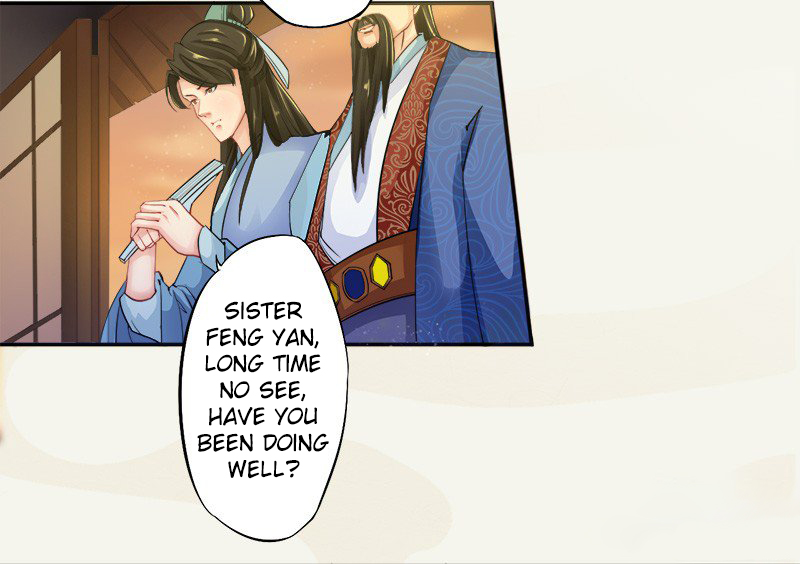 SISTER
FENG YAN,
LONG TIME
NO SEE,
HAVE YOU
BEEN DOING
WELL?